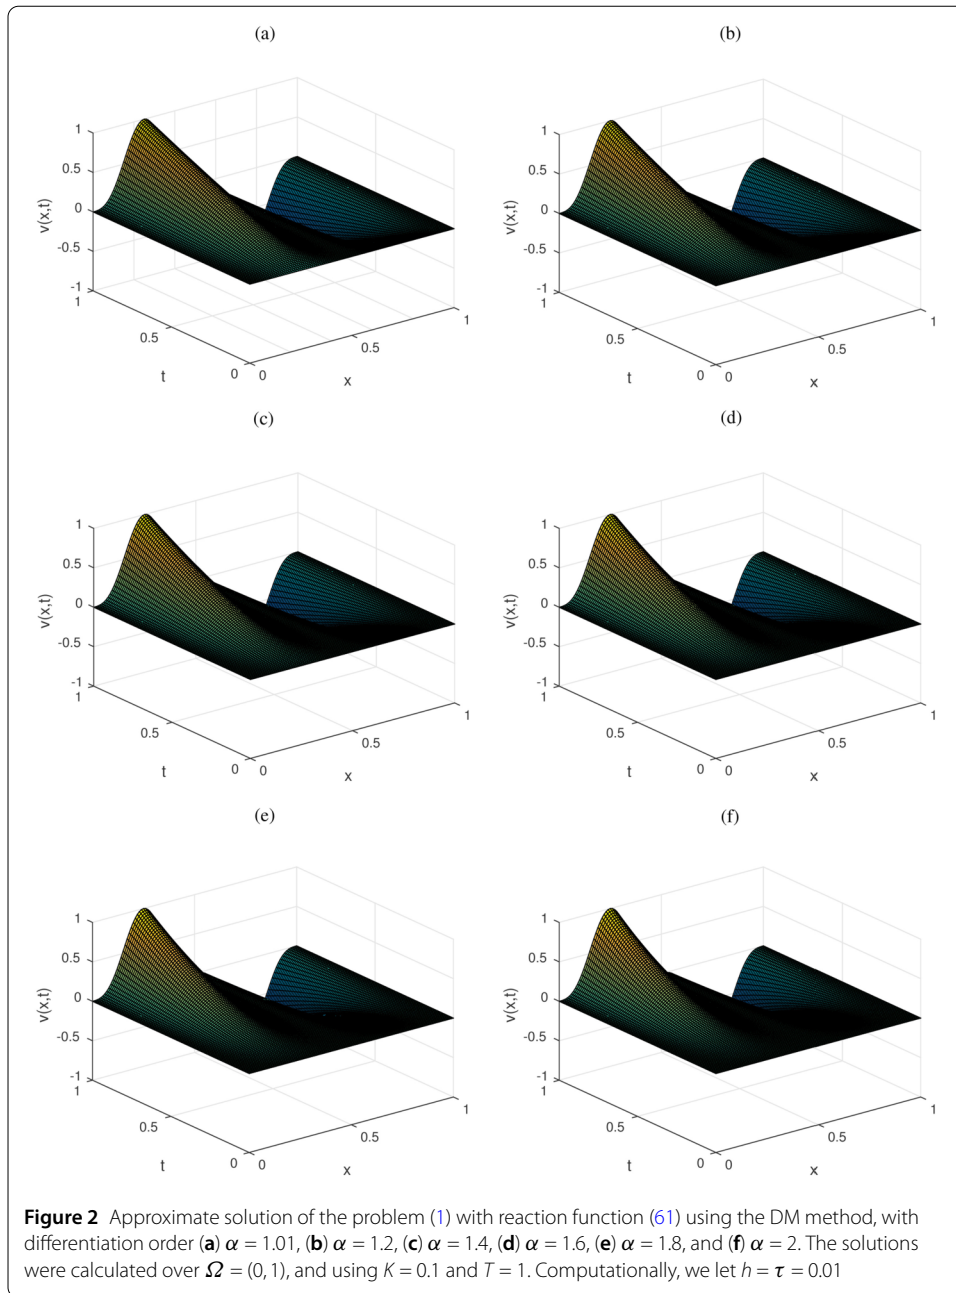 (a)
(b)
1
0.5
0
-0.5
-1
v(x,t)
1
0.5
0
t
0
0.5
1
x
1
0.5
0
-0.5
-1
v(x,t)
1
0.5
0
t
0
0.5
1
x
(c)
(d)
1
0.5
0
-0.5
-1
v(x,t)
1
0.5
0
t
0
0.5
1
x
1
0.5
0
-0.5
-1
v(x,t)
1
0.5
0
t
0
0.5
1
x
(e)
(f)
1
0.5
0
-0.5
-1
v(x,t)
1
0.5
0
t
0
0.5
1
x
1
0.5
0
-0.5
-1
v(x,t)
1
0.5
0
t
0
0.5
1
x
Figure 2 Approximate solution of the problem (1) with reaction function (61) using the DM method, with
differentiation order (a) α = 1.01, (b) α = 1.2, (c) α = 1.4, (d) α = 1.6, (e) α = 1.8, and (f) α = 2. The solutions
were calculated over Ω = (0, 1), and using K = 0.1 and T = 1. Computationally, we let h = τ = 0.01